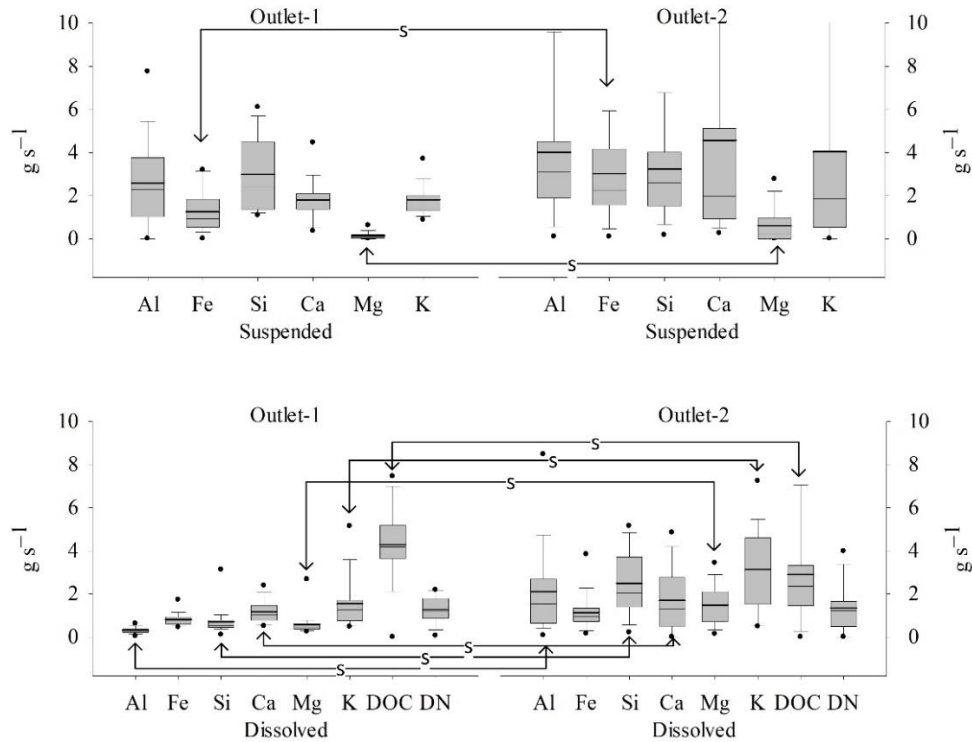 Outlet-1 Outlet-2
10 10
S
8 8
6 6
g s−1 g s−1
4 4
2 2
0 0
S
Al Fe Si Ca Mg K Al Fe Si Ca Mg K
Suspended Suspended
10 10
Outlet-1 Outlet-2
S
8 S 8
S
6 6
g s−1 g s−1
4 4
2 2
0 0
S
S
S
Al Fe Si Ca Mg K DOC DN Al Fe Si Ca Mg K DOC DN
Dissolved Dissolved